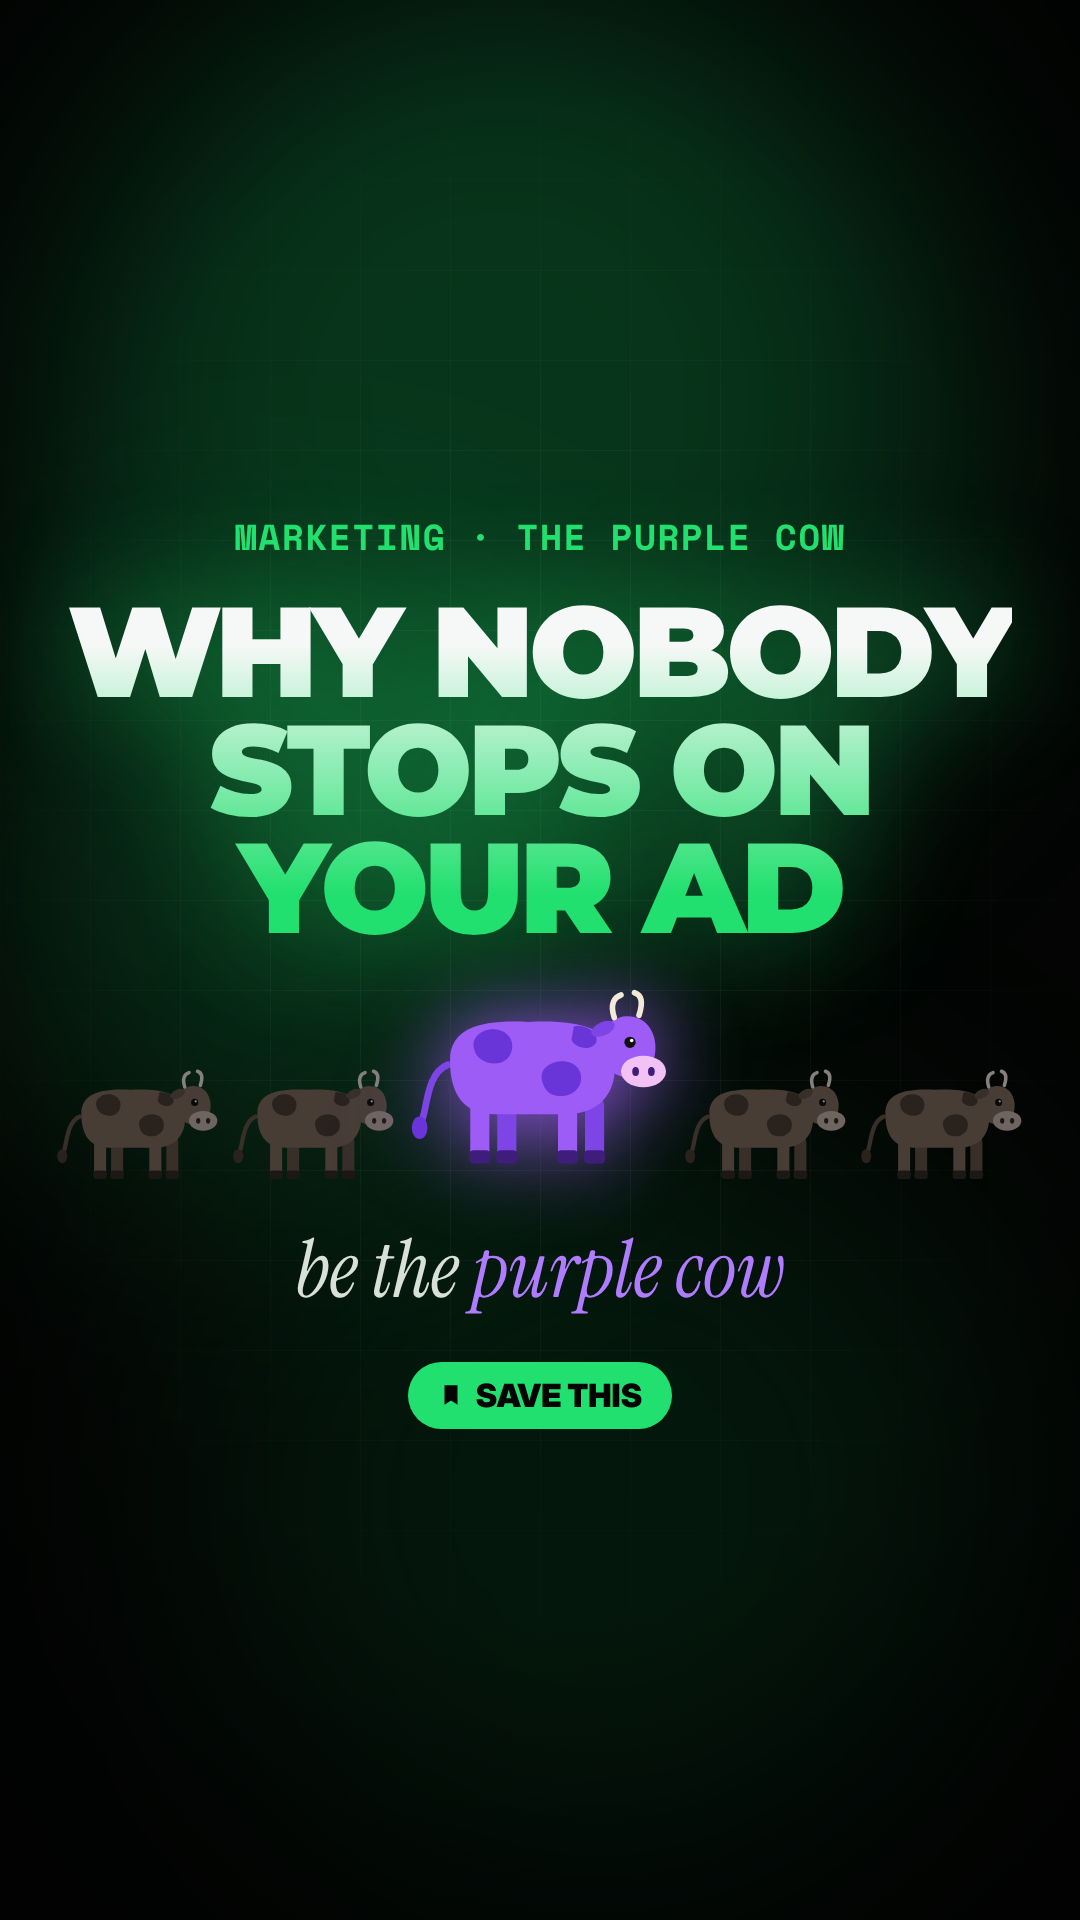 MARKETING · THE PURPLE COW
WHY NOBODY
STOPS ON
YOUR AD
be the purple cow
SAVE THIS